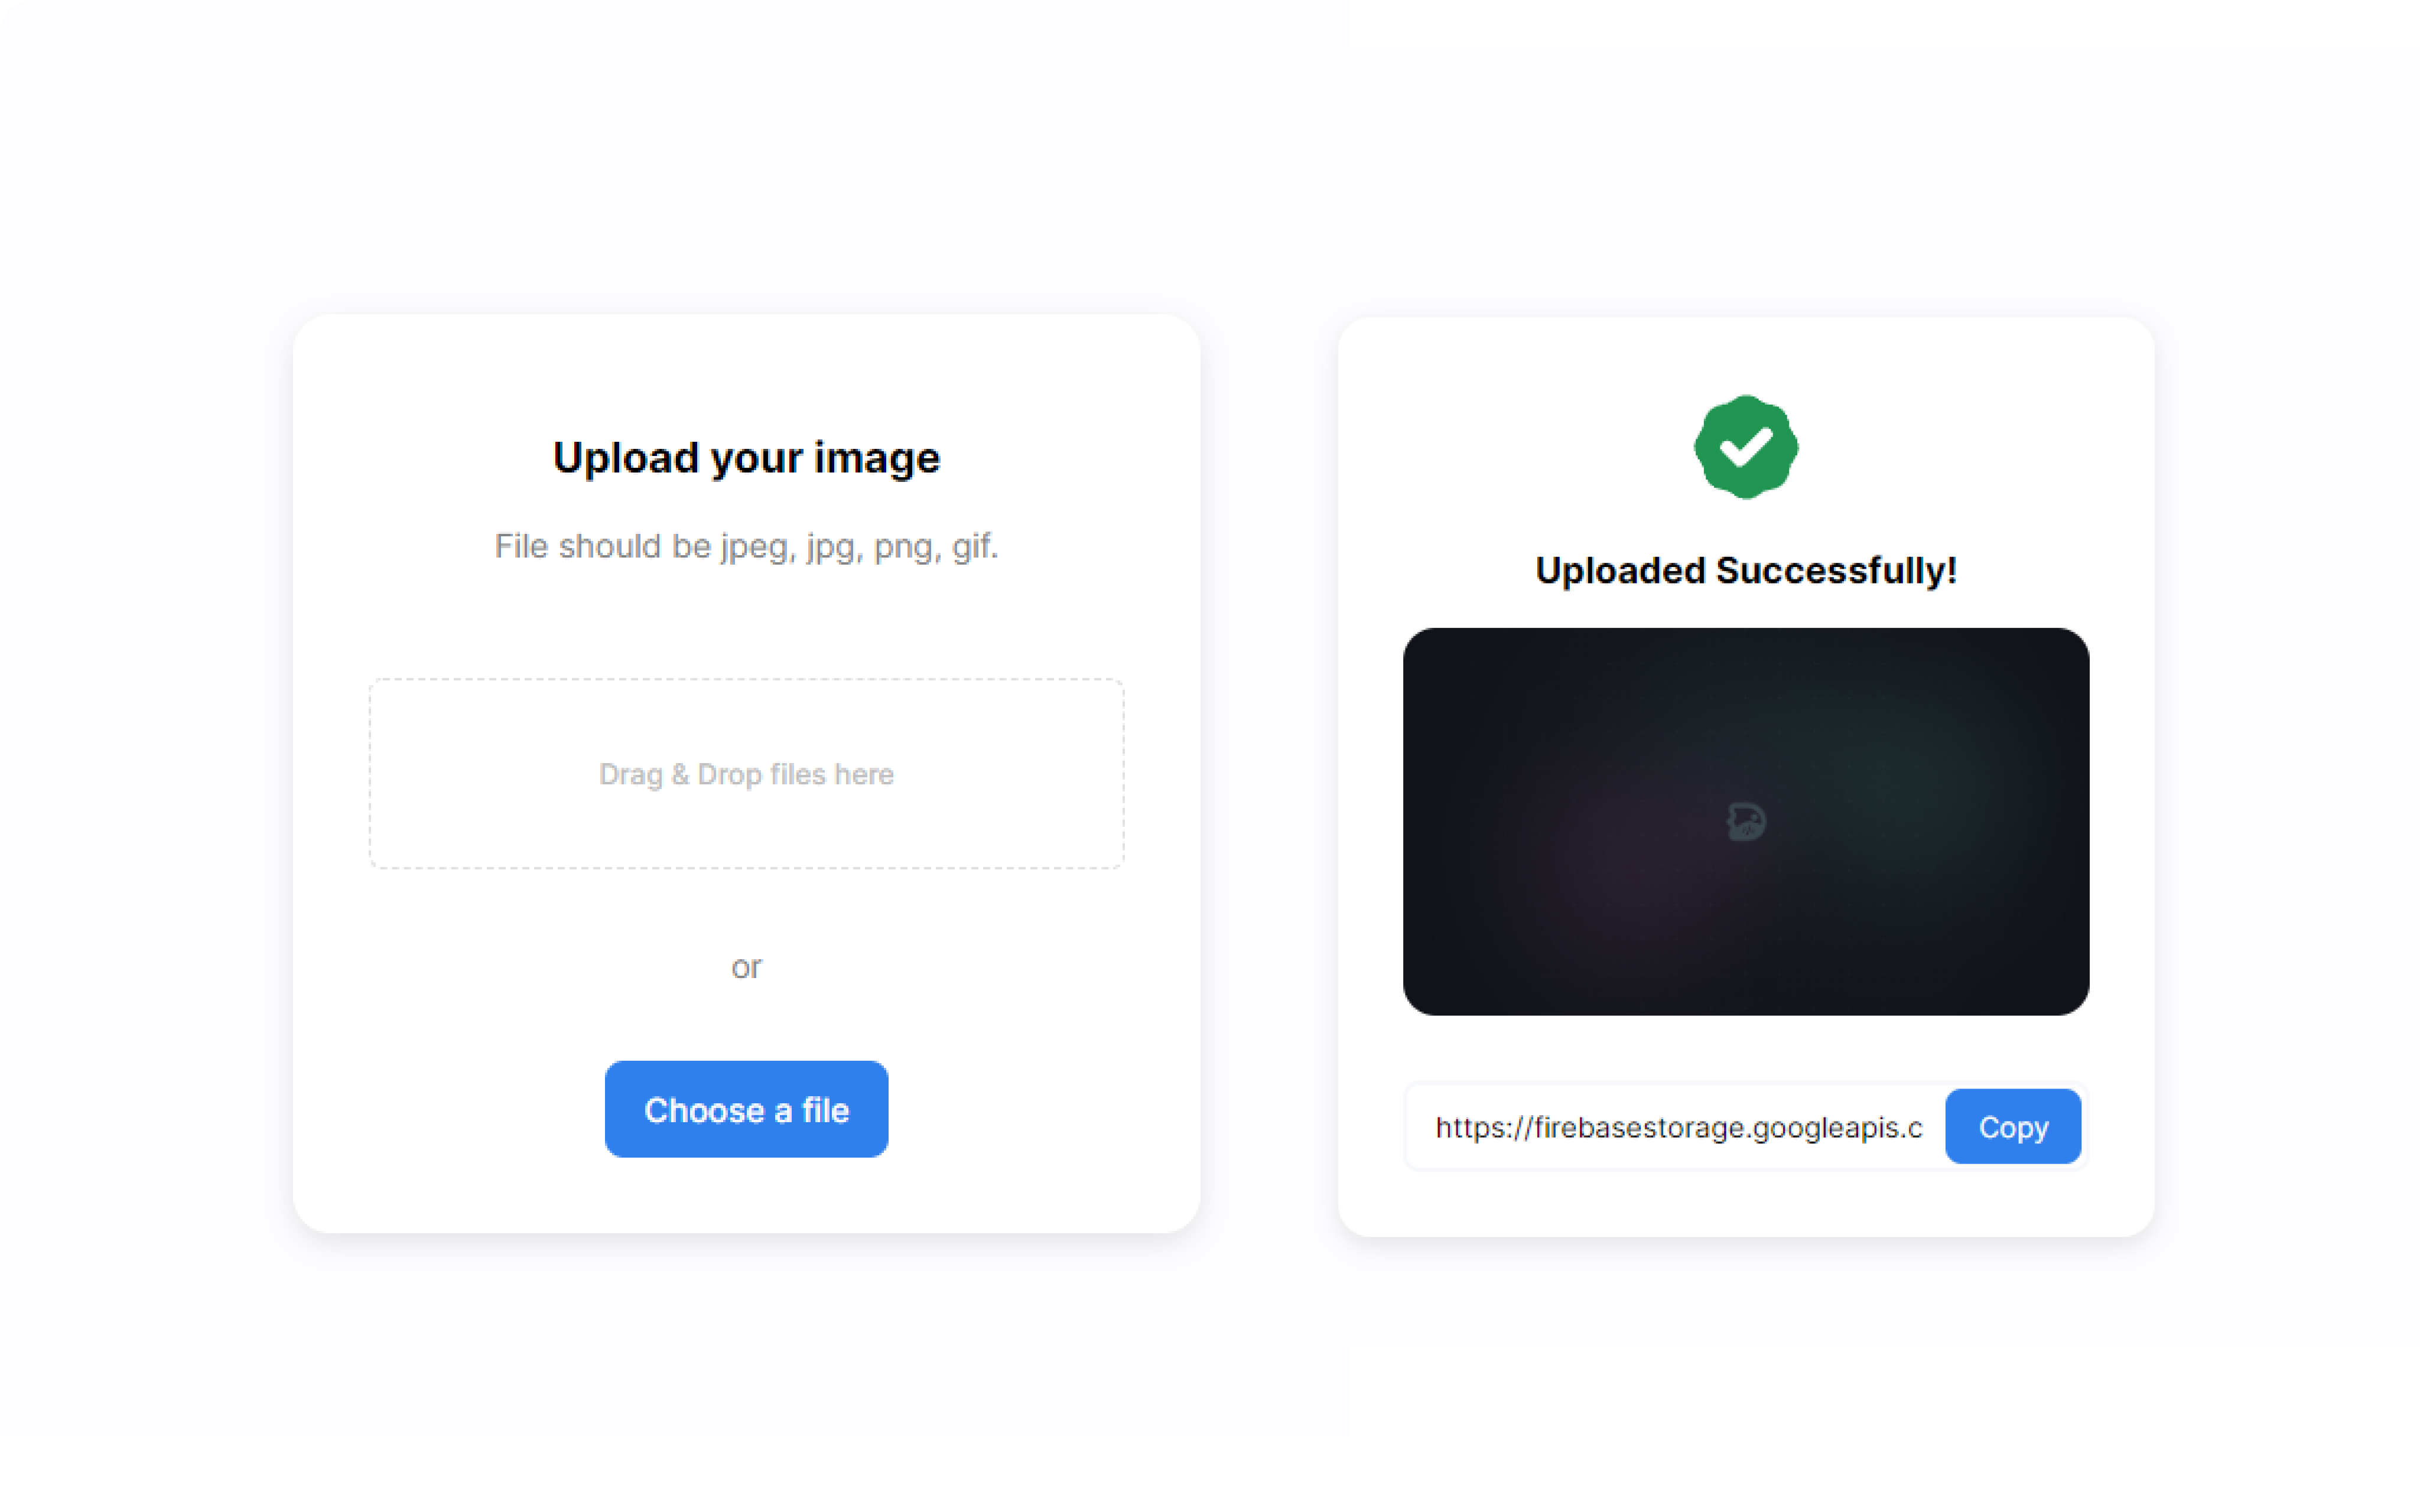 Upload your image
File should be jpeg, jpg, png, gif.
Drag & Drop files here
or
Choose a file
Uploaded Successfully!
https://firebasestorage.googleapis.c
Copy